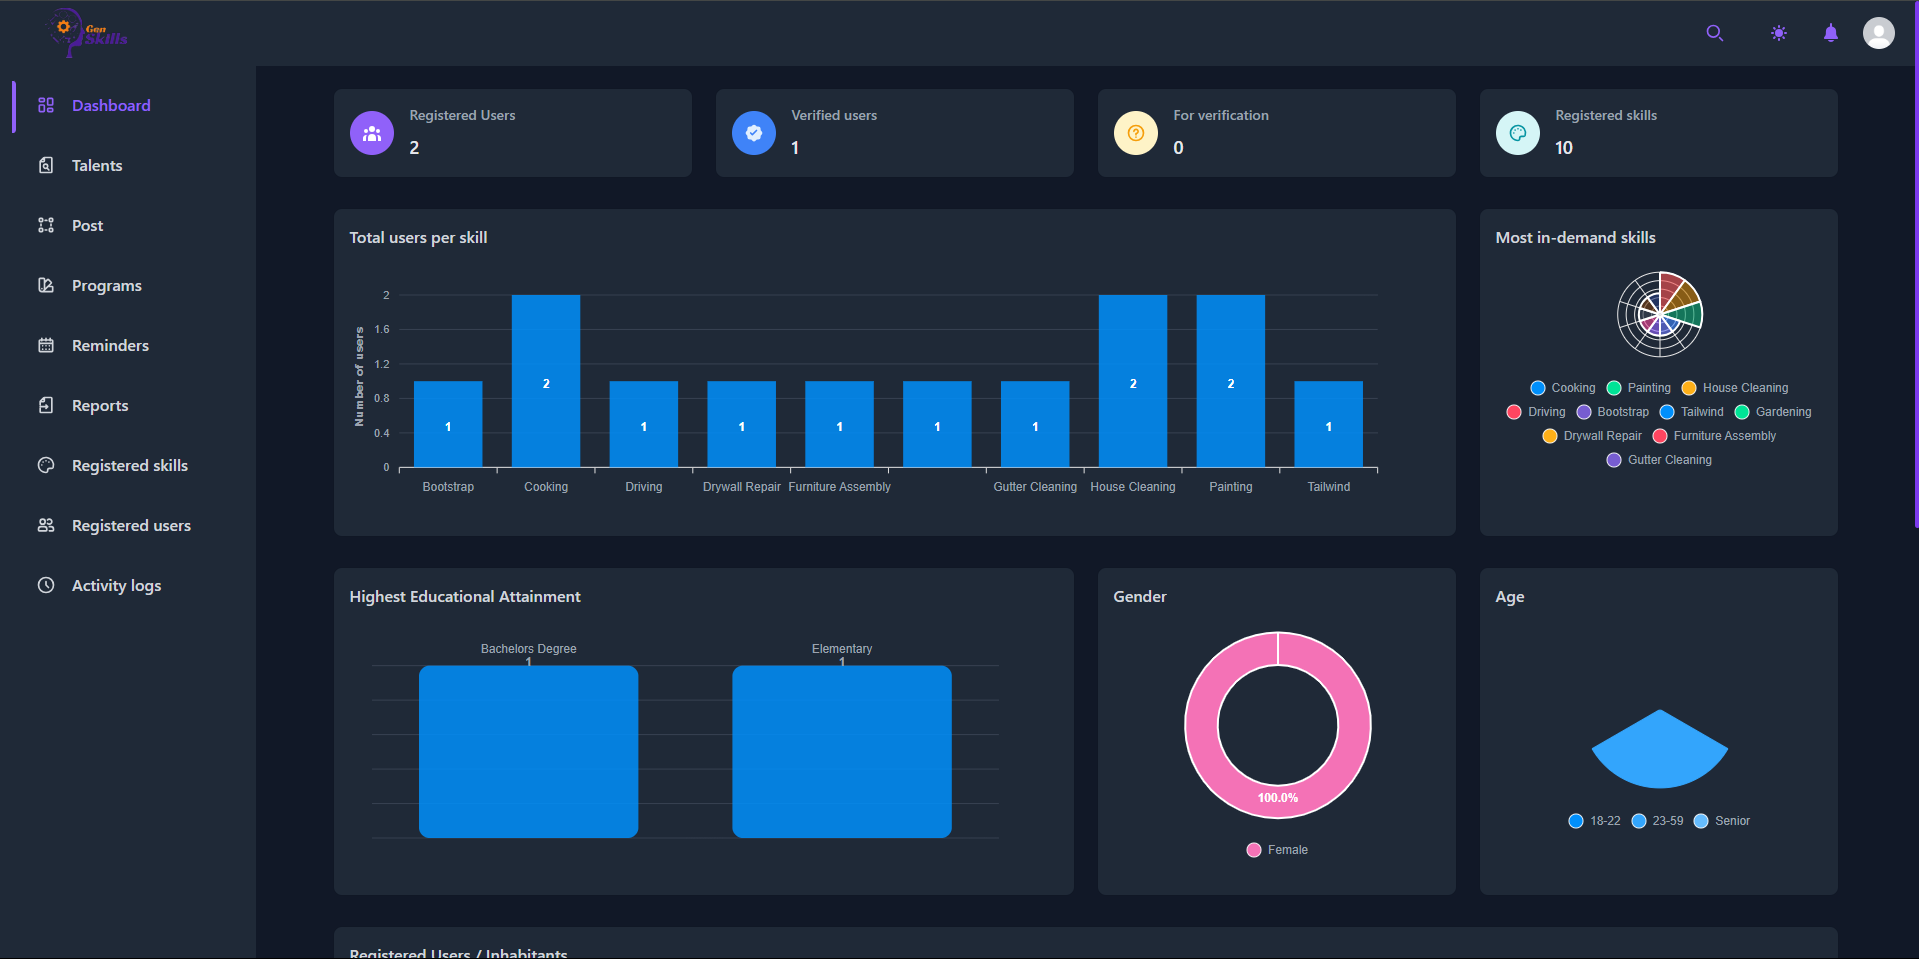 Gen
Skills
Dashboard
Talents
Post
Programs
Reminders
Reports
Registered skills
Registered users
Activity logs
Registered Users
2
Verified users
1
For verification
0
Registered skills
10
Total users per skill
Number of users
2
1.6
1.2
0.8
0.4
0
1
2
1
1
1
1
1
2
2
1
Bootstrap
Cooking
Driving
Drywall Repair
Furniture Assembly
Gutter Cleaning
House Cleaning
Painting
Tailwind
Most in-demand skills
Cooking Painting House Cleaning
Driving Bootstrap Tailwind Gardening
Drywall Repair Furniture Assembly
Gutter Cleaning
Highest Educational Attainment
Bachelors Degree
1
Elementary
1
Gender
100.0%
Female
Age
18-22 23-59 Senior
Registered Users / Inhabitants